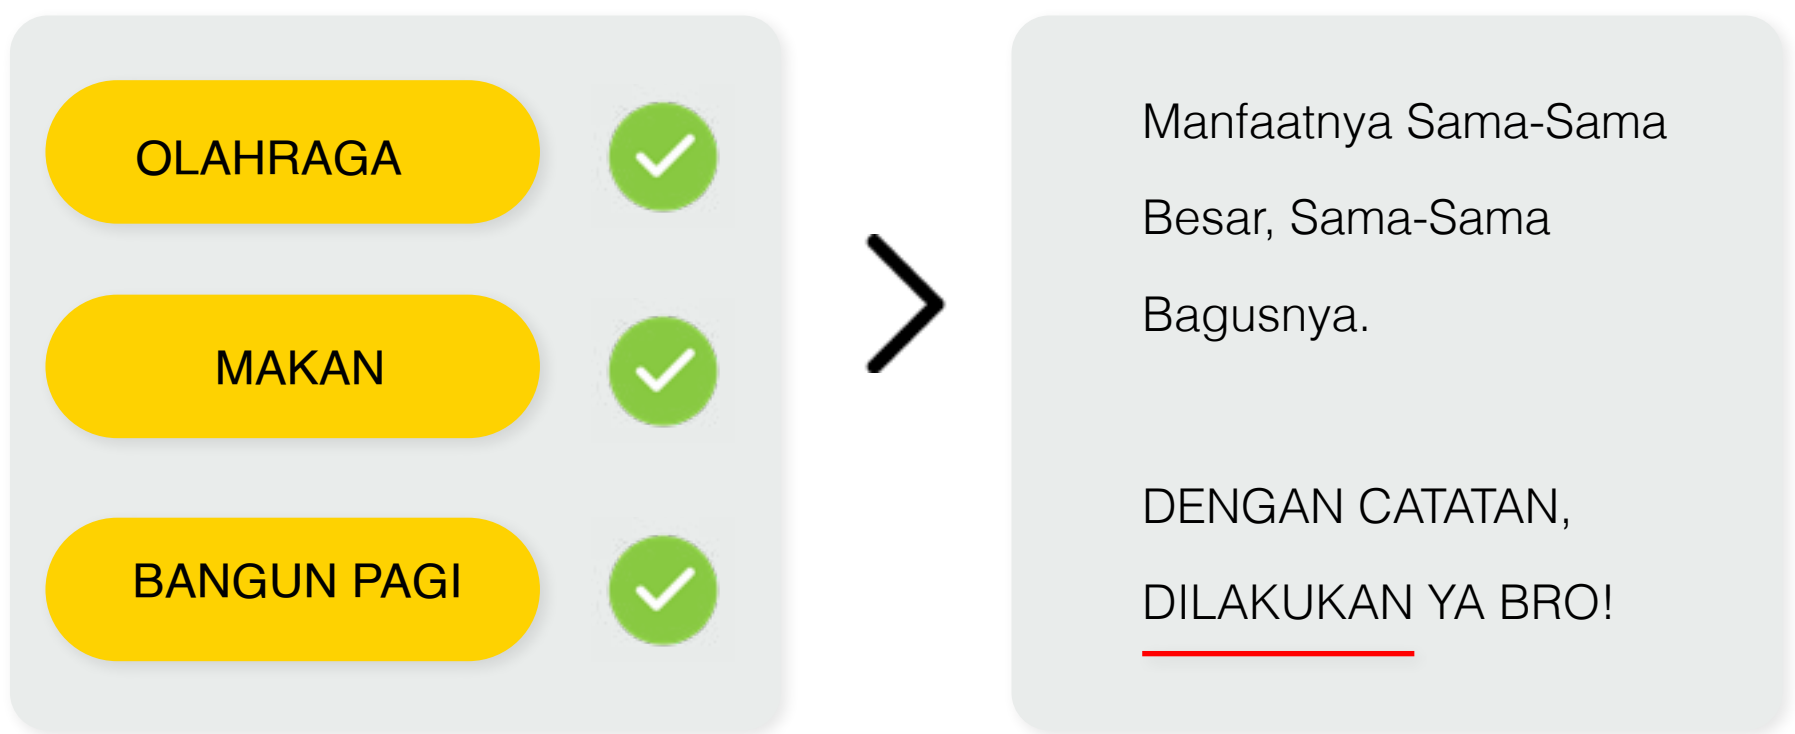 OLAHRAGA
MAKAN
BANGUN PAGI
Manfaatnya Sama-Sama
Besar, Sama-Sama
Bagusnya.
DENGAN CATATAN,
DILAKUKAN YA BRO!